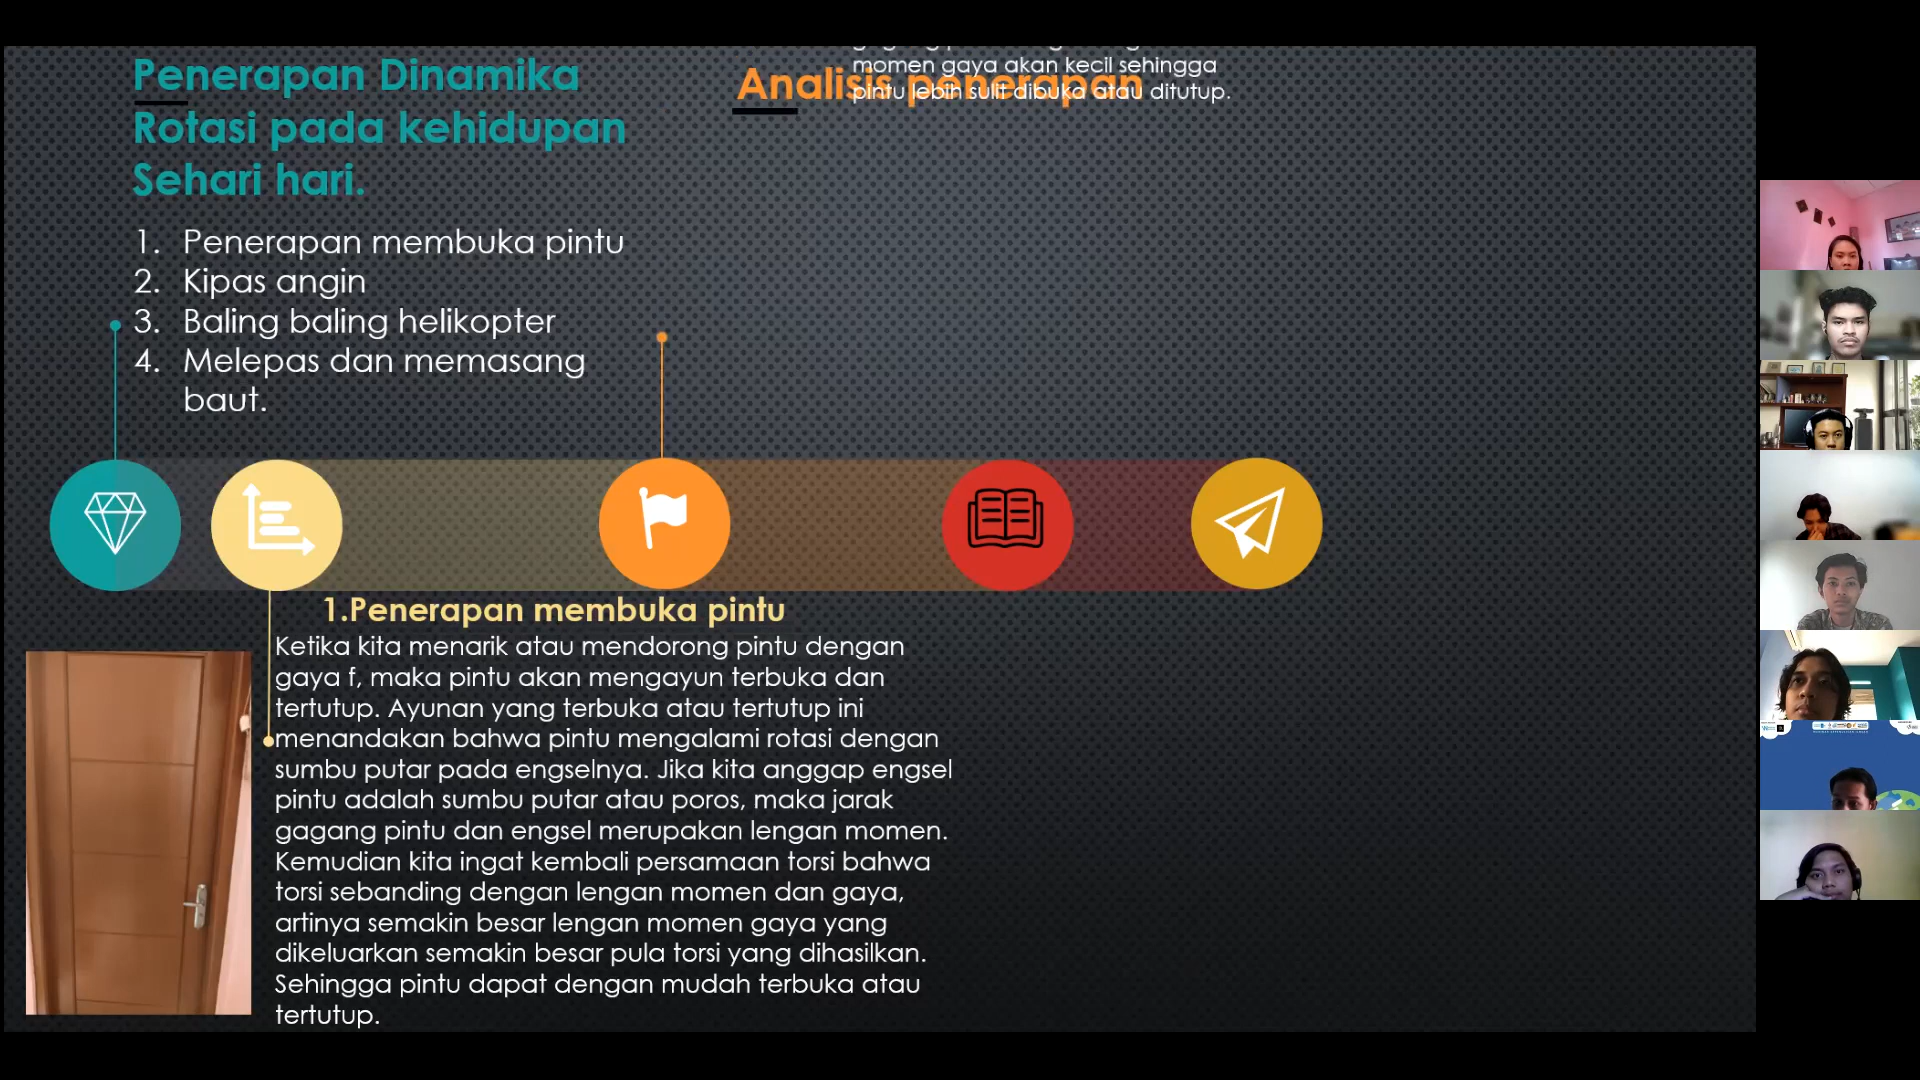 Penerapan Dinamika
Rotasi pada kehidupan
Sehari hari.
1. Penerapan membuka pintu
2. Kipas angin
3. Baling baling helikopter
4. Melepas dan memasang
baut.
Analisis penerapan
momen gaya akan kecil sehingga
pintu lebih sulit dibuka atau ditutup.
1.Penerapan membuka pintu
Ketika kita menarik atau mendorong pintu dengan
gaya f, maka pintu akan mengayun terbuka dan
tertutup. Ayunan yang terbuka atau tertutup ini
menandakan bahwa pintu mengalami rotasi dengan
sumbu putar pada engselnya. Jika kita anggap engsel
pintu adalah sumbu putar atau poros, maka jarak
gagang pintu dan engsel merupakan lengan momen.
Kemudian kita ingat kembali persamaan torsi bahwa
torsi sebanding dengan lengan momen dan gaya,
artinya semakin besar lengan momen gaya yang
dikeluarkan semakin besar pula torsi yang dihasilkan.
Sehingga pintu dapat dengan mudah terbuka atau
tertutup.